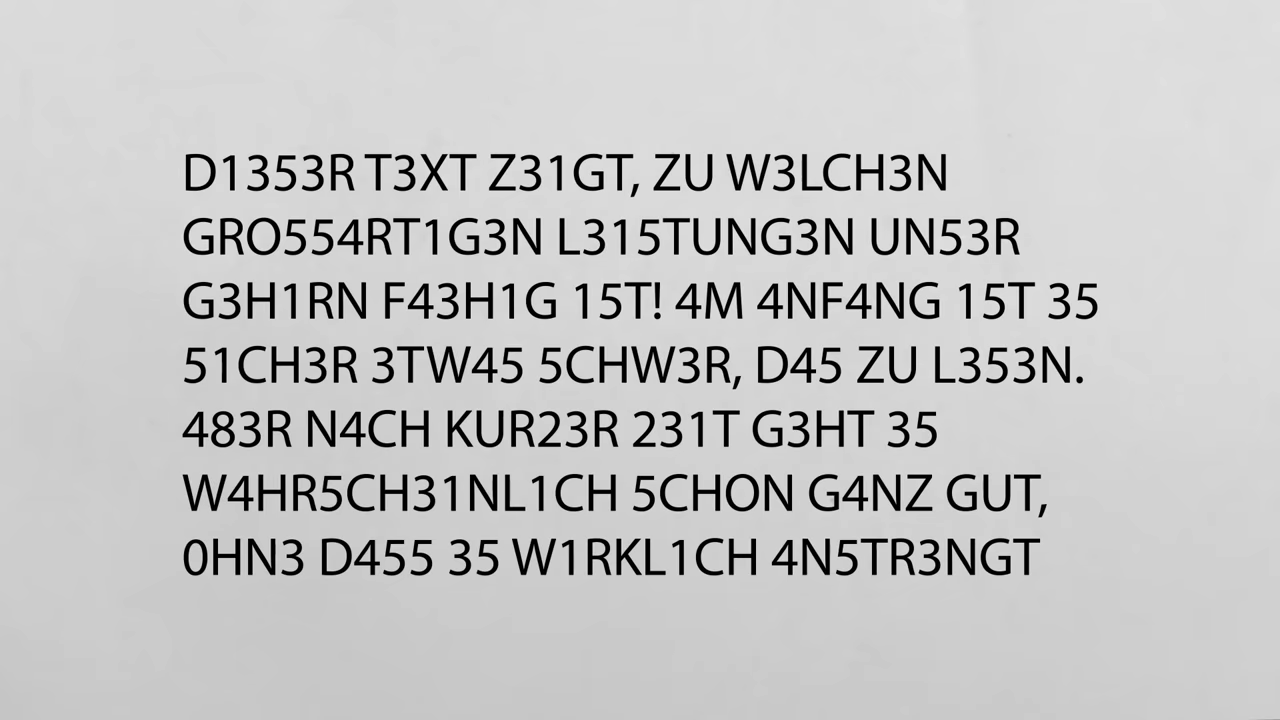 D1353R T3XT Z31GT, ZU W3LCH3N
GRO554RT1G3N L315TUNG3N UN53R
G3H1RN F43H1G 15T! 4M 4NF4NG 15T 35
51CH3R 3TW45 5CHW3R, D45 ZU L353N.
483R N4CH KUR23R 231T G3HT 35
W4HR5CH31NL1CH 5CHON G4NZ GUT,
0HN3 D455 35 W1RKL1CH 4N5TR3NGT